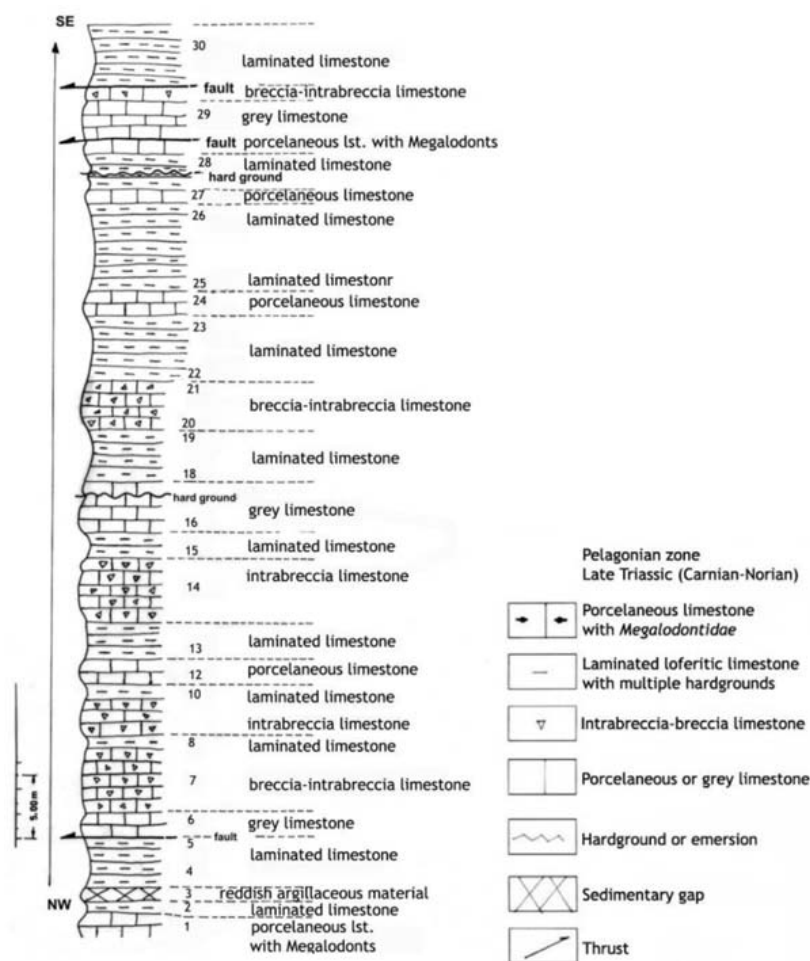 SE
30
laminated limestone
fault
breccia-intrabreccia limestone
29
grey limestone
fault
porcelaneous lst. with Megalodonts
28
laminated limestone
hard ground
27
porcelaneous limestone
26
laminated limestone
25
laminated limestonr
24
porcelaneous limestone
23
laminated limestone
22
21
breccia-intrabreccia limestone
20
19
laminated limestone
18
hard ground
grey limestone
16
15
laminated limestone
intrabreccia limestone
14
laminated limestone
13
porcelaneous limestone
12
10
laminated limestone
intrabreccia limestone
8
laminated limestone
7
breccia-intrabreccia limestone
5.00m
6
grey limestone
fault
5
laminated limestone
4
3
reddish argillaceous material
NW
2
laminated limestone
1
porcelaneous lst.
with Megalodonts
Pelagonian zone
Late Triassic (Carnian-Norian)
Porcelaneous limestone
with Megalodontidae
Laminated loferitic limestone
with multiple hardgrounds
Intrabreccia-breccia limestone
Porcelaneous or grey limestone
Hardground or emersion
Sedimentary gap
Thrust